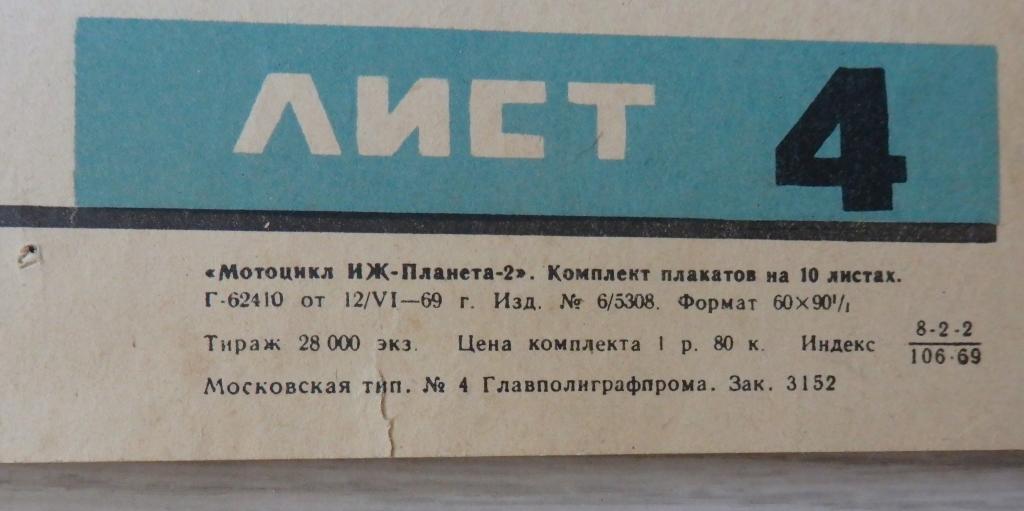 ЛИСТ 4
«Мотоцикл ИЖ-Планета-2». Комплект плакатов на 10 листах.
Г-62410 от 12/VI—69 г. Изд. № 6/5308. Формат 60×90¹/₁
Тираж 28 000 экз. Цена комплекта 1 р. 80 к. Индекс 8-2-2/106-69
Московская тип. № 4 Главполиграфпрома. Зак. 3152